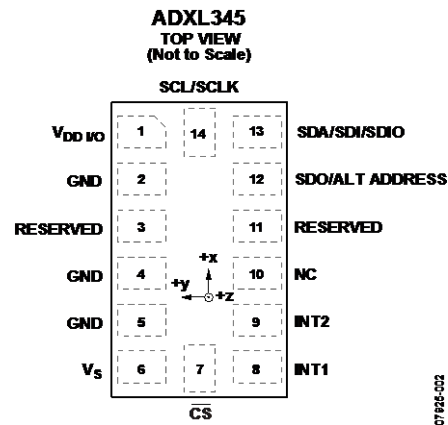 ADXL345
TOP VIEW
(Not to Scale)
SCL/SCLK
VDD I/O 1 14 13 SDA/SDI/SDIO
GND 2 12 SDO/ALT ADDRESS
RESERVED 3 11 RESERVED
+x
GND 4 10 NC
+y +z
GND 5 9 INT2
VS 6 7 8 INT1
CS
07925-002